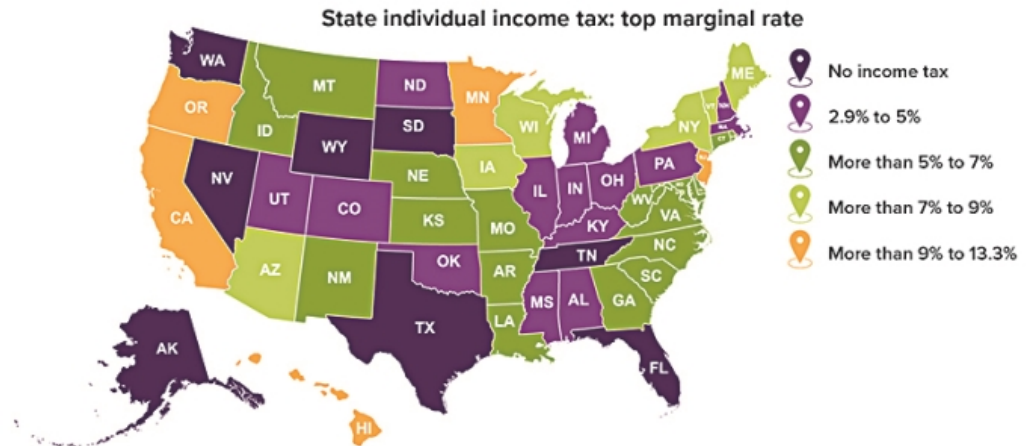 State individual income tax: top marginal rate
No income tax
2.9% to 5%
More than 5% to 7%
More than 7% to 9%
More than 9% to 13.3%
WA
MT
ND
MN
OR
ID
SD
WY
WI
MI
NY
VT
NH
ME
MA
CT
NV
UT
CO
NE
IA
IL
IN
OH
PA
CA
KS
MO
KY
WV
VA
AZ
NM
OK
AR
TN
NC
SC
TX
LA
MS
AL
GA
FL
AK
HI